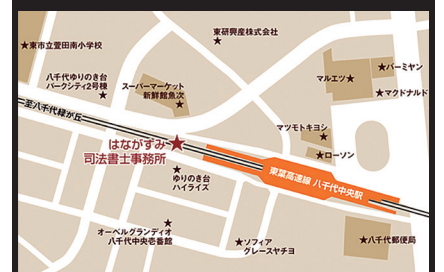 東研興産株式会社
★
★東市立萱田南小学校
八千代ゆりのき台
パークシティ2号棟
★
スーパーマーケット
新鮮館魚次
★
★バーミヤン
マルエツ★
★マクドナルド
至八千代緑が丘
マツモトキヨシ
★
★ローソン
はながすみ★
司法書士事務所
★
ゆりのき台
ハイライズ
東葉高速線 八千代中央駅
★
オーベルグランディオ
八千代中央壱番館
★ソフィア
グレースヤチヨ
★八千代郵便局